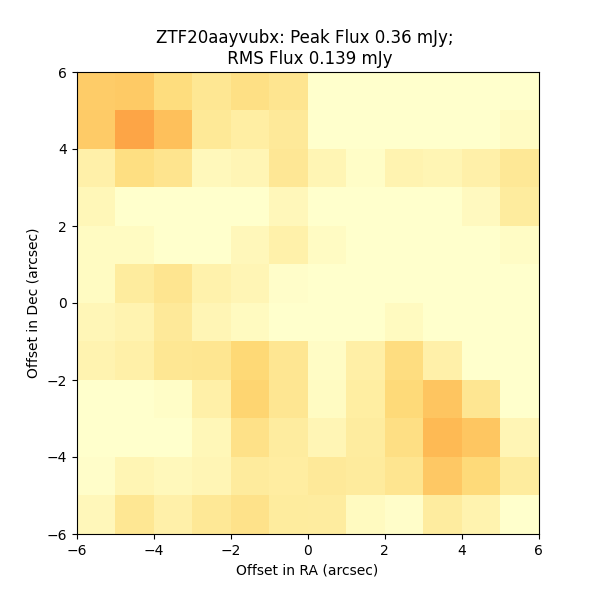 ZTF20aayvubx: Peak Flux 0.36 mJy;
RMS Flux 0.139 mJy
6
4
2
0
−2
−4
−6
Offset in Dec (arcsec)
−6 −4 −2 0 2 4 6
Offset in RA (arcsec)